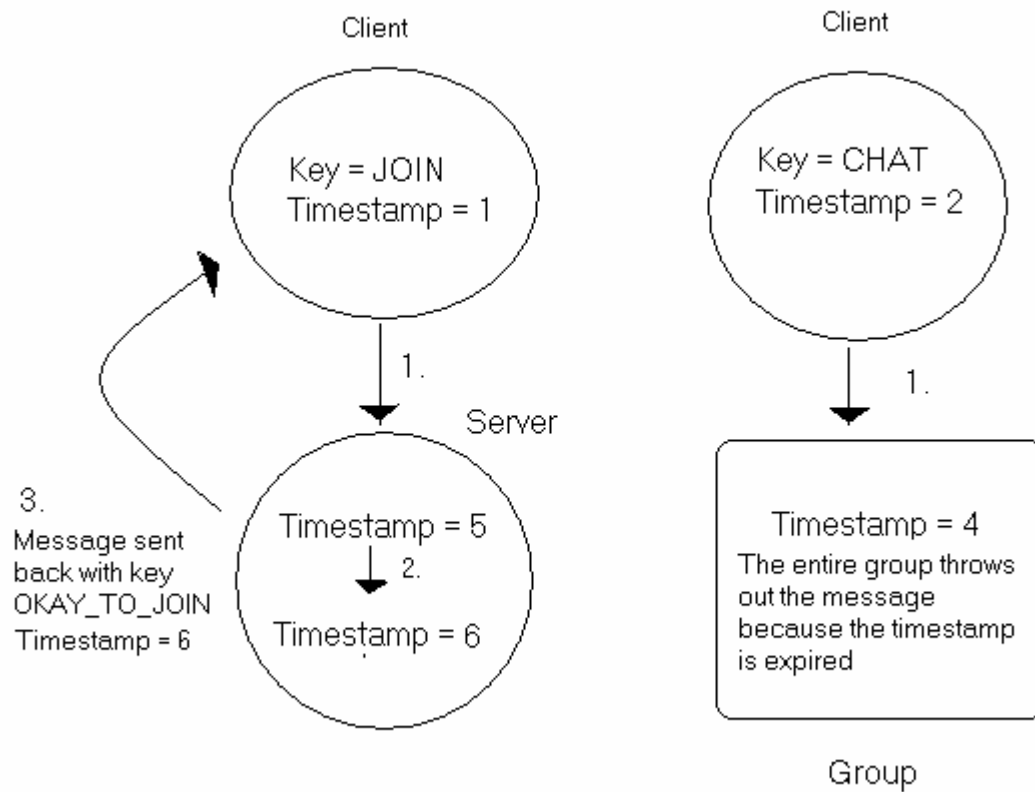 Client
Key = JOIN
Timestamp = 1
1.
Server
Timestamp = 5
2.
Timestamp = 6
3.
Message sent
back with key
OKAY_TO_JOIN
Timestamp = 6
Client
Key = CHAT
Timestamp = 2
1.
Timestamp = 4
The entire group throws
out the message
because the timestamp
is expired
Group